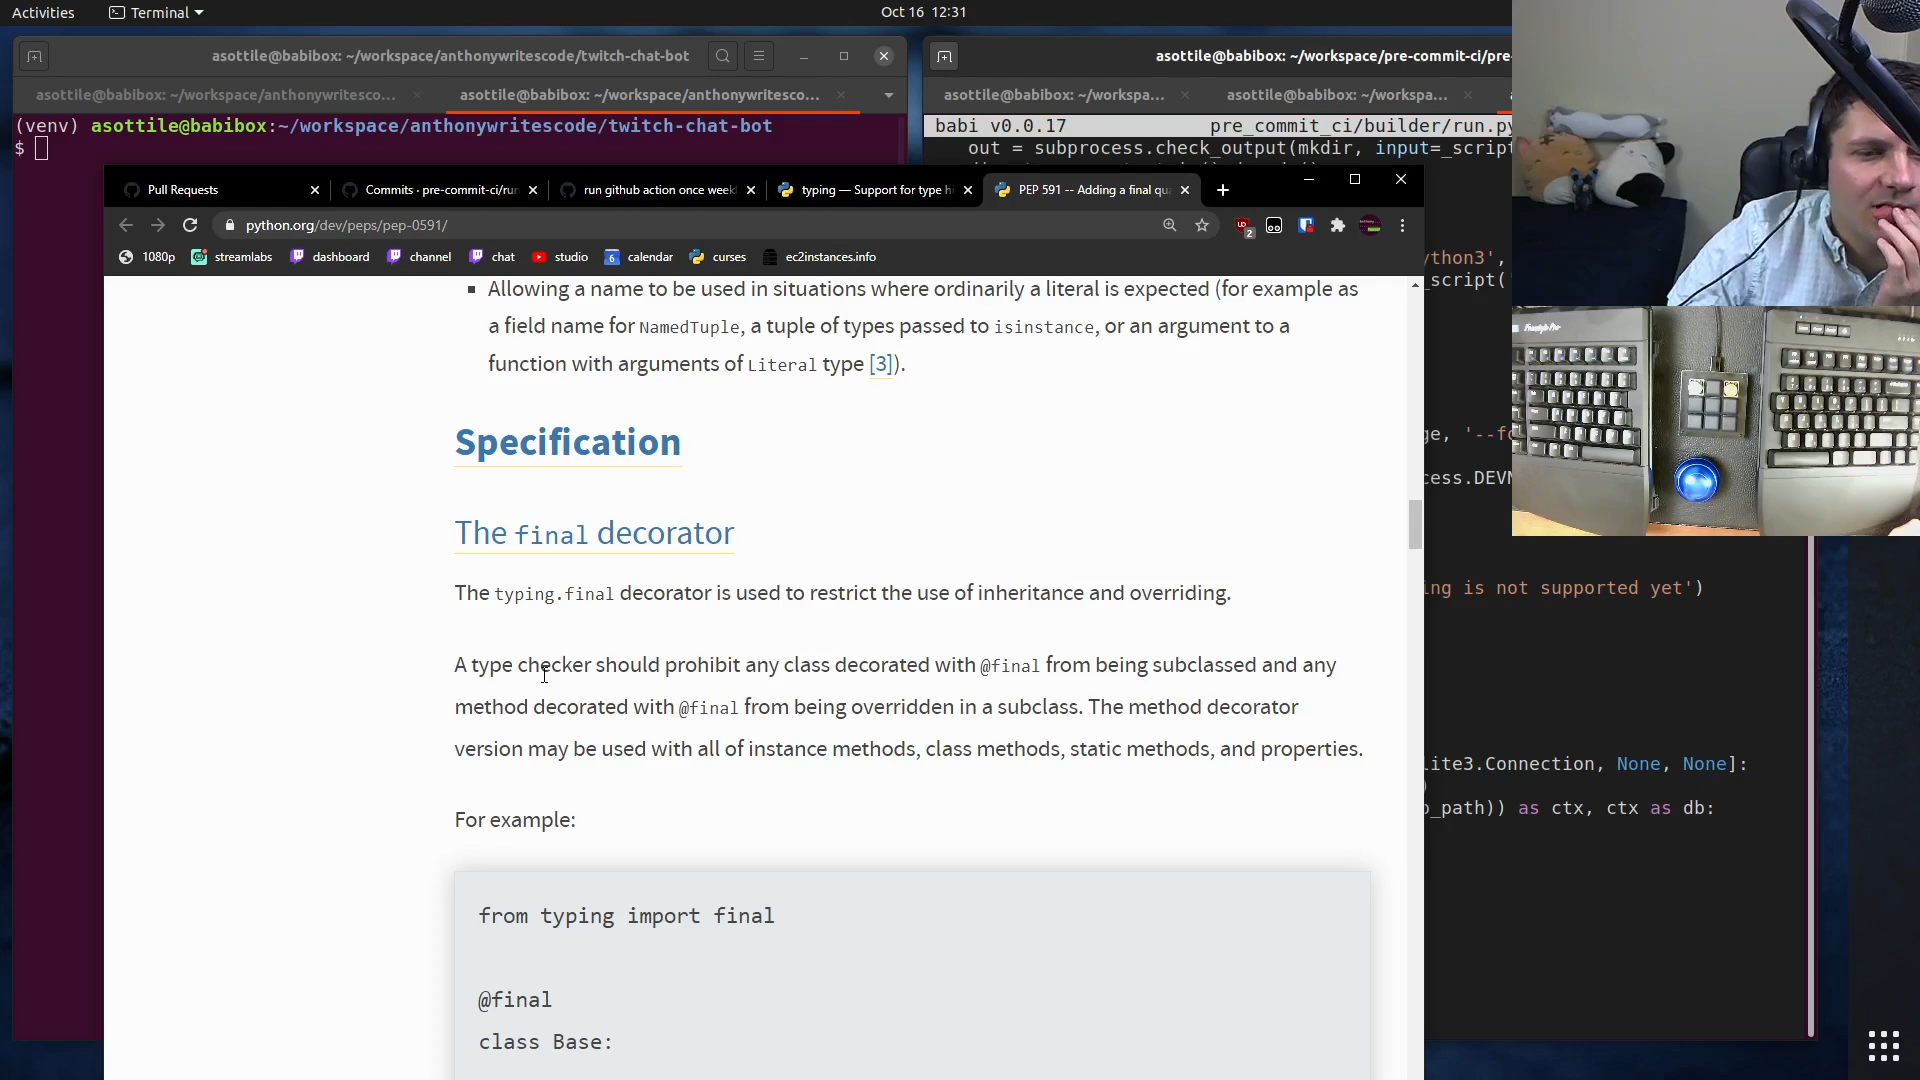 Activities
Terminal
Oct 16 12:31
asottile@babibox: ~/workspace/anthonywritescode/twitch-chat-bot
asottile@babibox: ~/workspace/pre-commit-ci/pre-
asottile@babibox: ~/workspace/anthonywritesco...
asottile@babibox: ~/workspace/anthonywritesco...
asottile@babibox: ~/workspa...
asottile@babibox: ~/workspa...
(venv) asottile@babibox:~/workspace/anthonywritescode/twitch-chat-bot
$
babi v0.0.17 pre_commit_ci/builder/run.py
out = subprocess.check_output(mkdir, input=_script
Pull Requests
Commits · pre-commit-ci/run
run github action once week
typing — Support for type hi
PEP 591 -- Adding a final qua
python.org/dev/peps/pep-0591/
2
1080p
streamlabs
dashboard
channel
chat
studio
6
calendar
curses
ec2instances.info
ython3',
_script(
ge, '--fo
cess.DEVN
ing is not supported yet')
lite3.Connection, None, None]:
)
b_path)) as ctx, ctx as db:
▪ Allowing a name to be used in situations where ordinarily a literal is expected (for example as
a field name for NamedTuple, a tuple of types passed to isinstance, or an argument to a
function with arguments of Literal type [3]).
Specification
The final decorator
The typing.final decorator is used to restrict the use of inheritance and overriding.
A type checker should prohibit any class decorated with @final from being subclassed and any
method decorated with @final from being overridden in a subclass. The method decorator
version may be used with all of instance methods, class methods, static methods, and properties.
For example:
from typing import final
@final
class Base: